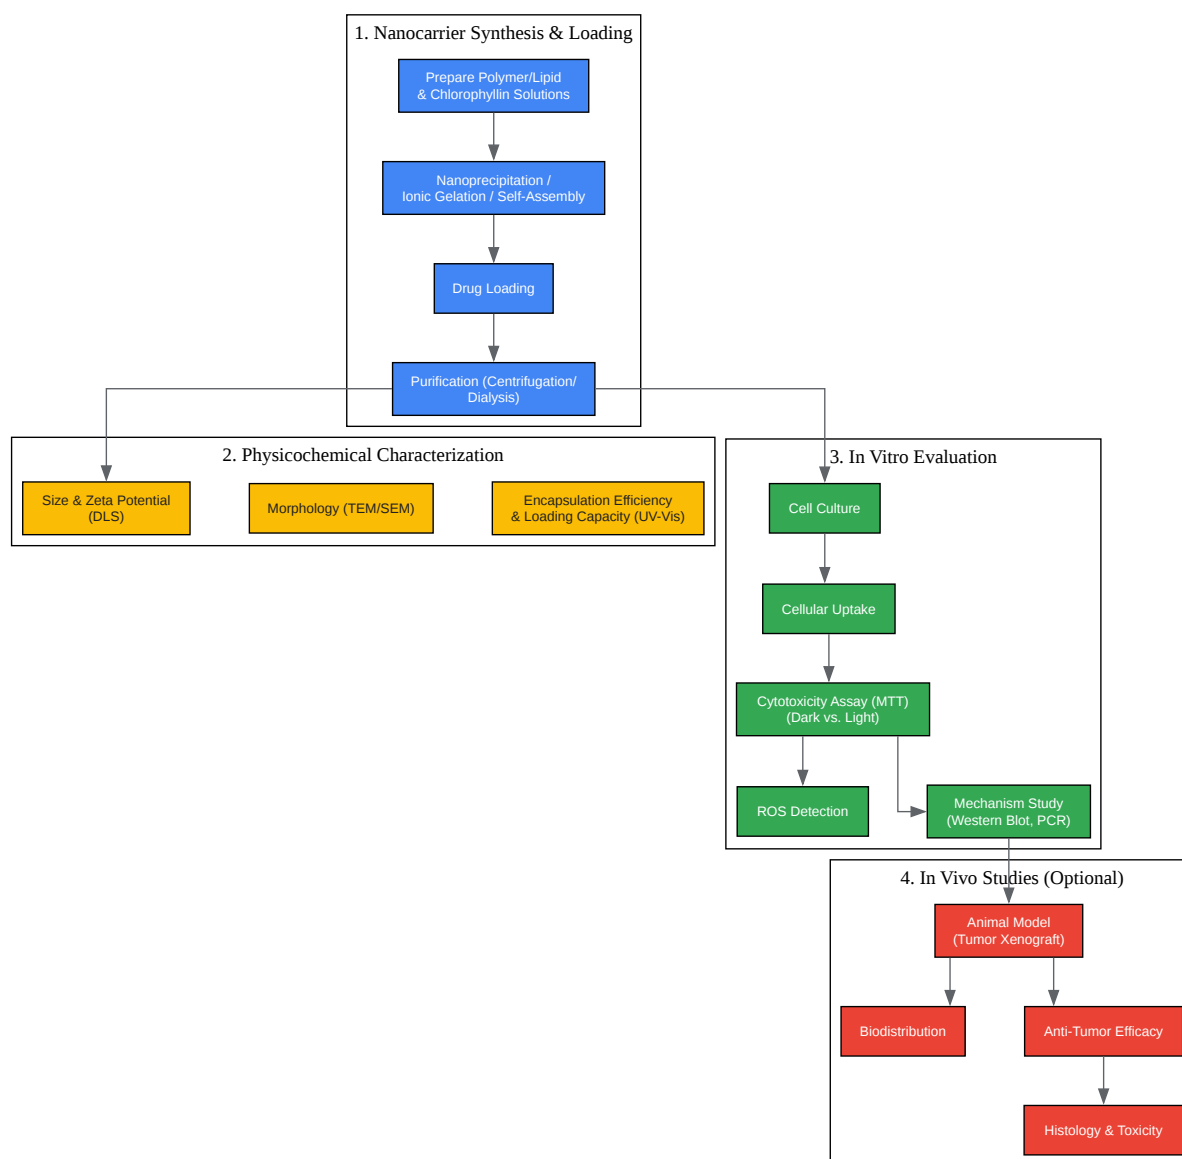 1. Nanocarrier Synthesis & Loading
Prepare Polymer/Lipid
& Chlorophyllin Solutions
Nanoprecipitation /
Ionic Gelation / Self-Assembly
Drug Loading
Purification (Centrifugation/
Dialysis)
2. Physicochemical Characterization
Size & Zeta Potential
(DLS)
Morphology (TEM/SEM)
Encapsulation Efficiency
& Loading Capacity (UV-Vis)
3. In Vitro Evaluation
Cell Culture
Cellular Uptake
Cytotoxicity Assay (MTT)
(Dark vs. Light)
ROS Detection
Mechanism Study
(Western Blot, PCR)
4. In Vivo Studies (Optional)
Animal Model
(Tumor Xenograft)
Biodistribution
Anti-Tumor Efficacy
Histology & Toxicity